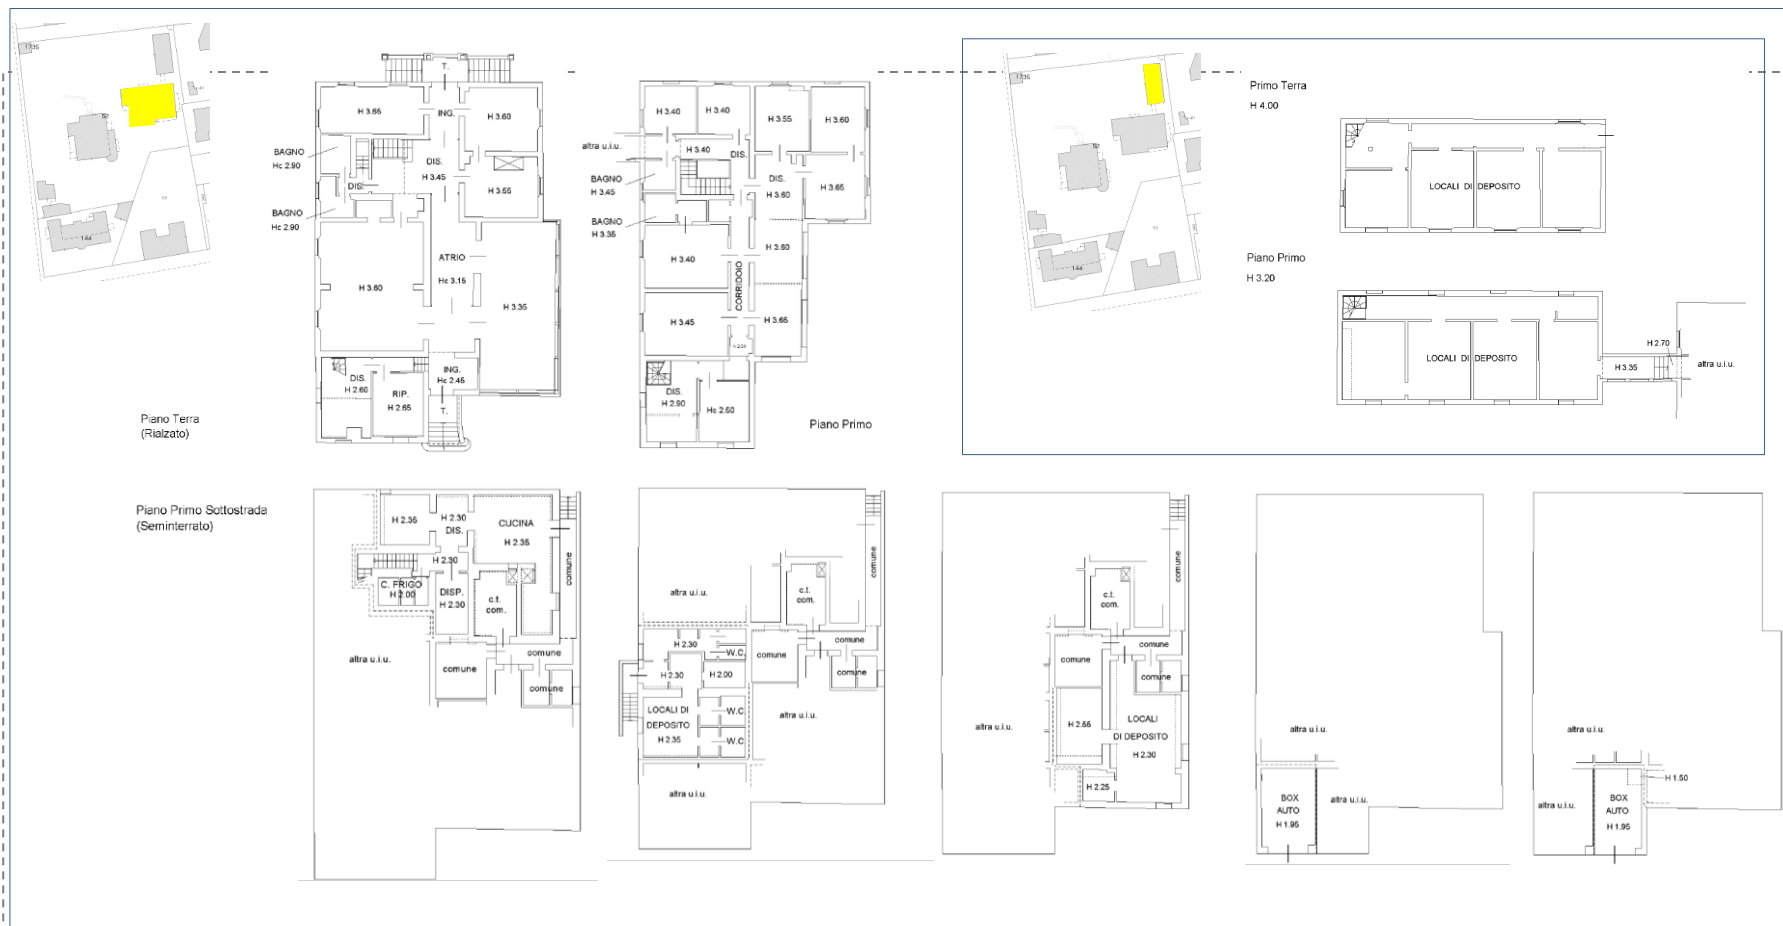 1736
144
H 3.65
T.
ING.
H 3.60
BAGNO
Hc 2.90
DIS.
H 3.45
DIS.
H 3.55
BAGNO
Hc 2.90
ATRIO
Hc 3.15
H 3.60
H 3.35
ING.
Hc 2.45
DIS.
H 2.60
RIP.
H 2.65
T.
Piano Terra
(Rialzato)
H 3.40
H 3.40
H 3.55
H 3.60
altra u.i.u.
H 3.40
DIS.
BAGNO
H 3.45
DIS.
H 3.60
H 3.65
BAGNO
H 3.35
H 3.40
H 3.60
CORRIDOIO
H 3.45
H 3.65
DIS.
H 2.90
Hc 2.60
Piano Primo
1736
144
Primo Terra
H 4.00
LOCALI DI DEPOSITO
Piano Primo
H 3.20
LOCALI DI DEPOSITO
H 2.70
H 3.35
altra u.i.u.
Piano Primo Sottostrada
(Seminterrato)
H 2.35
H 2.30
DIS.
CUCINA
H 2.35
comune
H 2.30
C. FRIGO
H 2.00
DISP.
H 2.30
c.t.
com.
altra u.i.u.
comune
comune
comune
altra u.i.u.
c.t.
com.
comune
H 2.30
W.C.
comune
comune
H 2.30
H 2.00
comune
LOCALI DI
DEPOSITO
H 2.35
W.C
W.C
altra u.i.u.
altra u.i.u.
c.t.
com.
comune
comune
comune
comune
altra u.i.u.
H 2.55
LOCALI
DI DEPOSITO
H 2.30
H 2.25
altra u.i.u.
BOX
AUTO
H 1.95
altra u.i.u.
altra u.i.u.
H 1.50
altra u.i.u.
BOX
AUTO
H 1.95